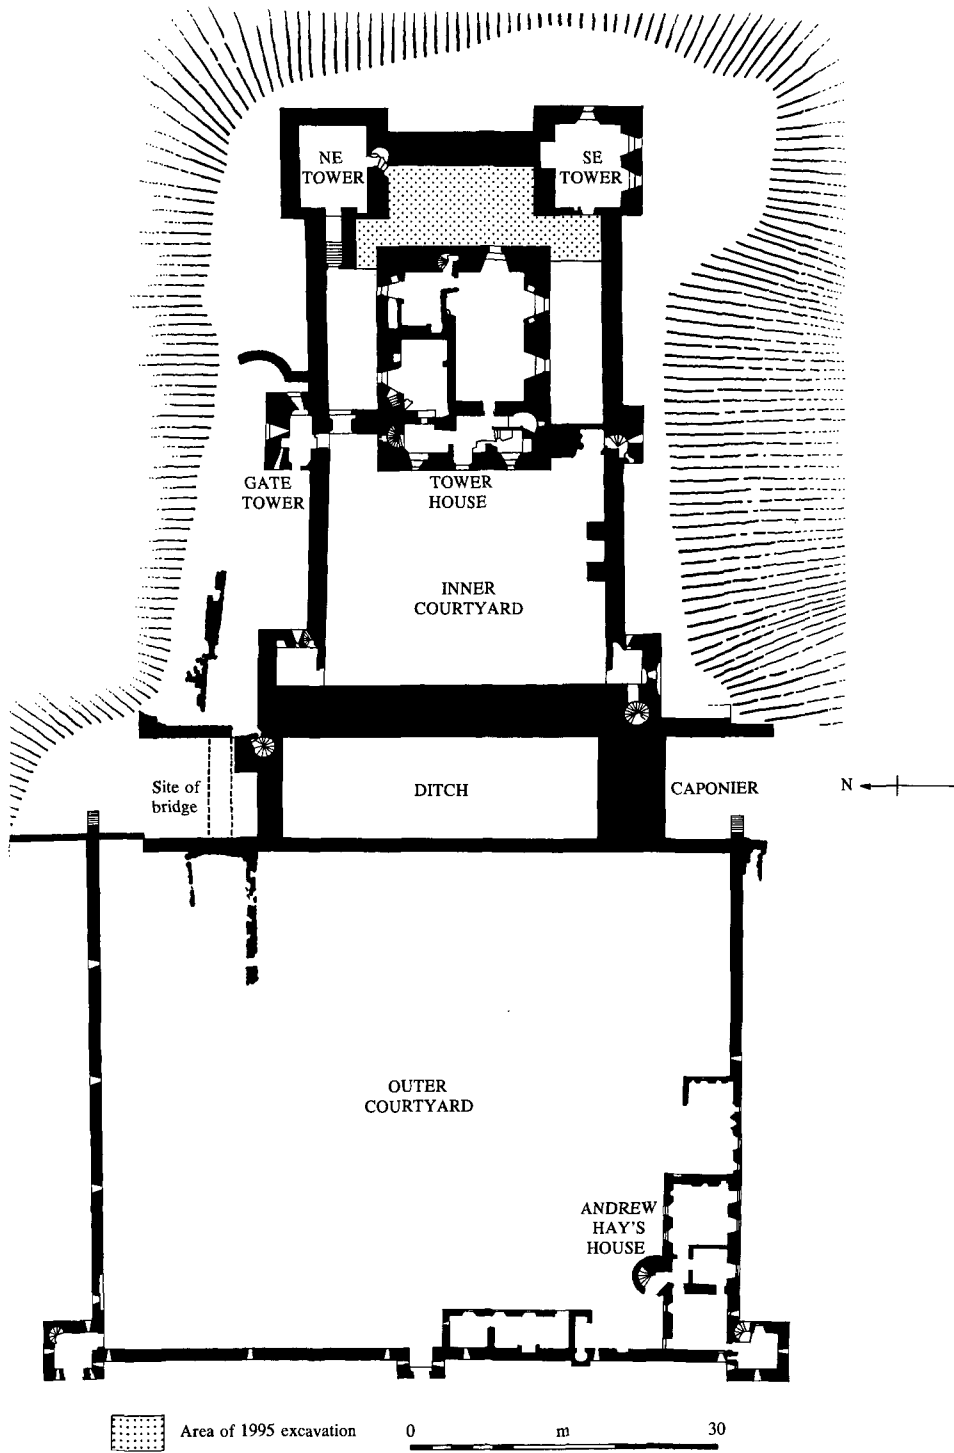 NE
TOWER
SE
TOWER
GATE
TOWER
TOWER
HOUSE
INNER
COURTYARD
Site of
bridge
DITCH
CAPONIER
N
OUTER
COURTYARD
ANDREW
HAY'S
HOUSE
Area of 1995 excavation
0 m 30